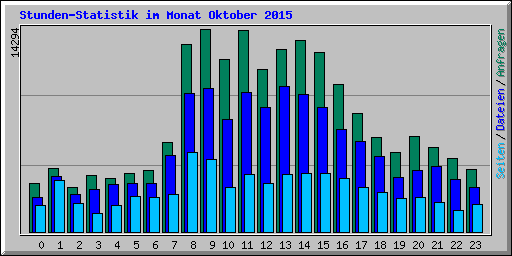 Stunden-Statistik im Monat Oktober 2015
14294
Seiten / Dateien / Anfragen
0 1 2 3 4 5 6 7 8 9 10 11 12 13 14 15 16 17 18 19 20 21 22 23